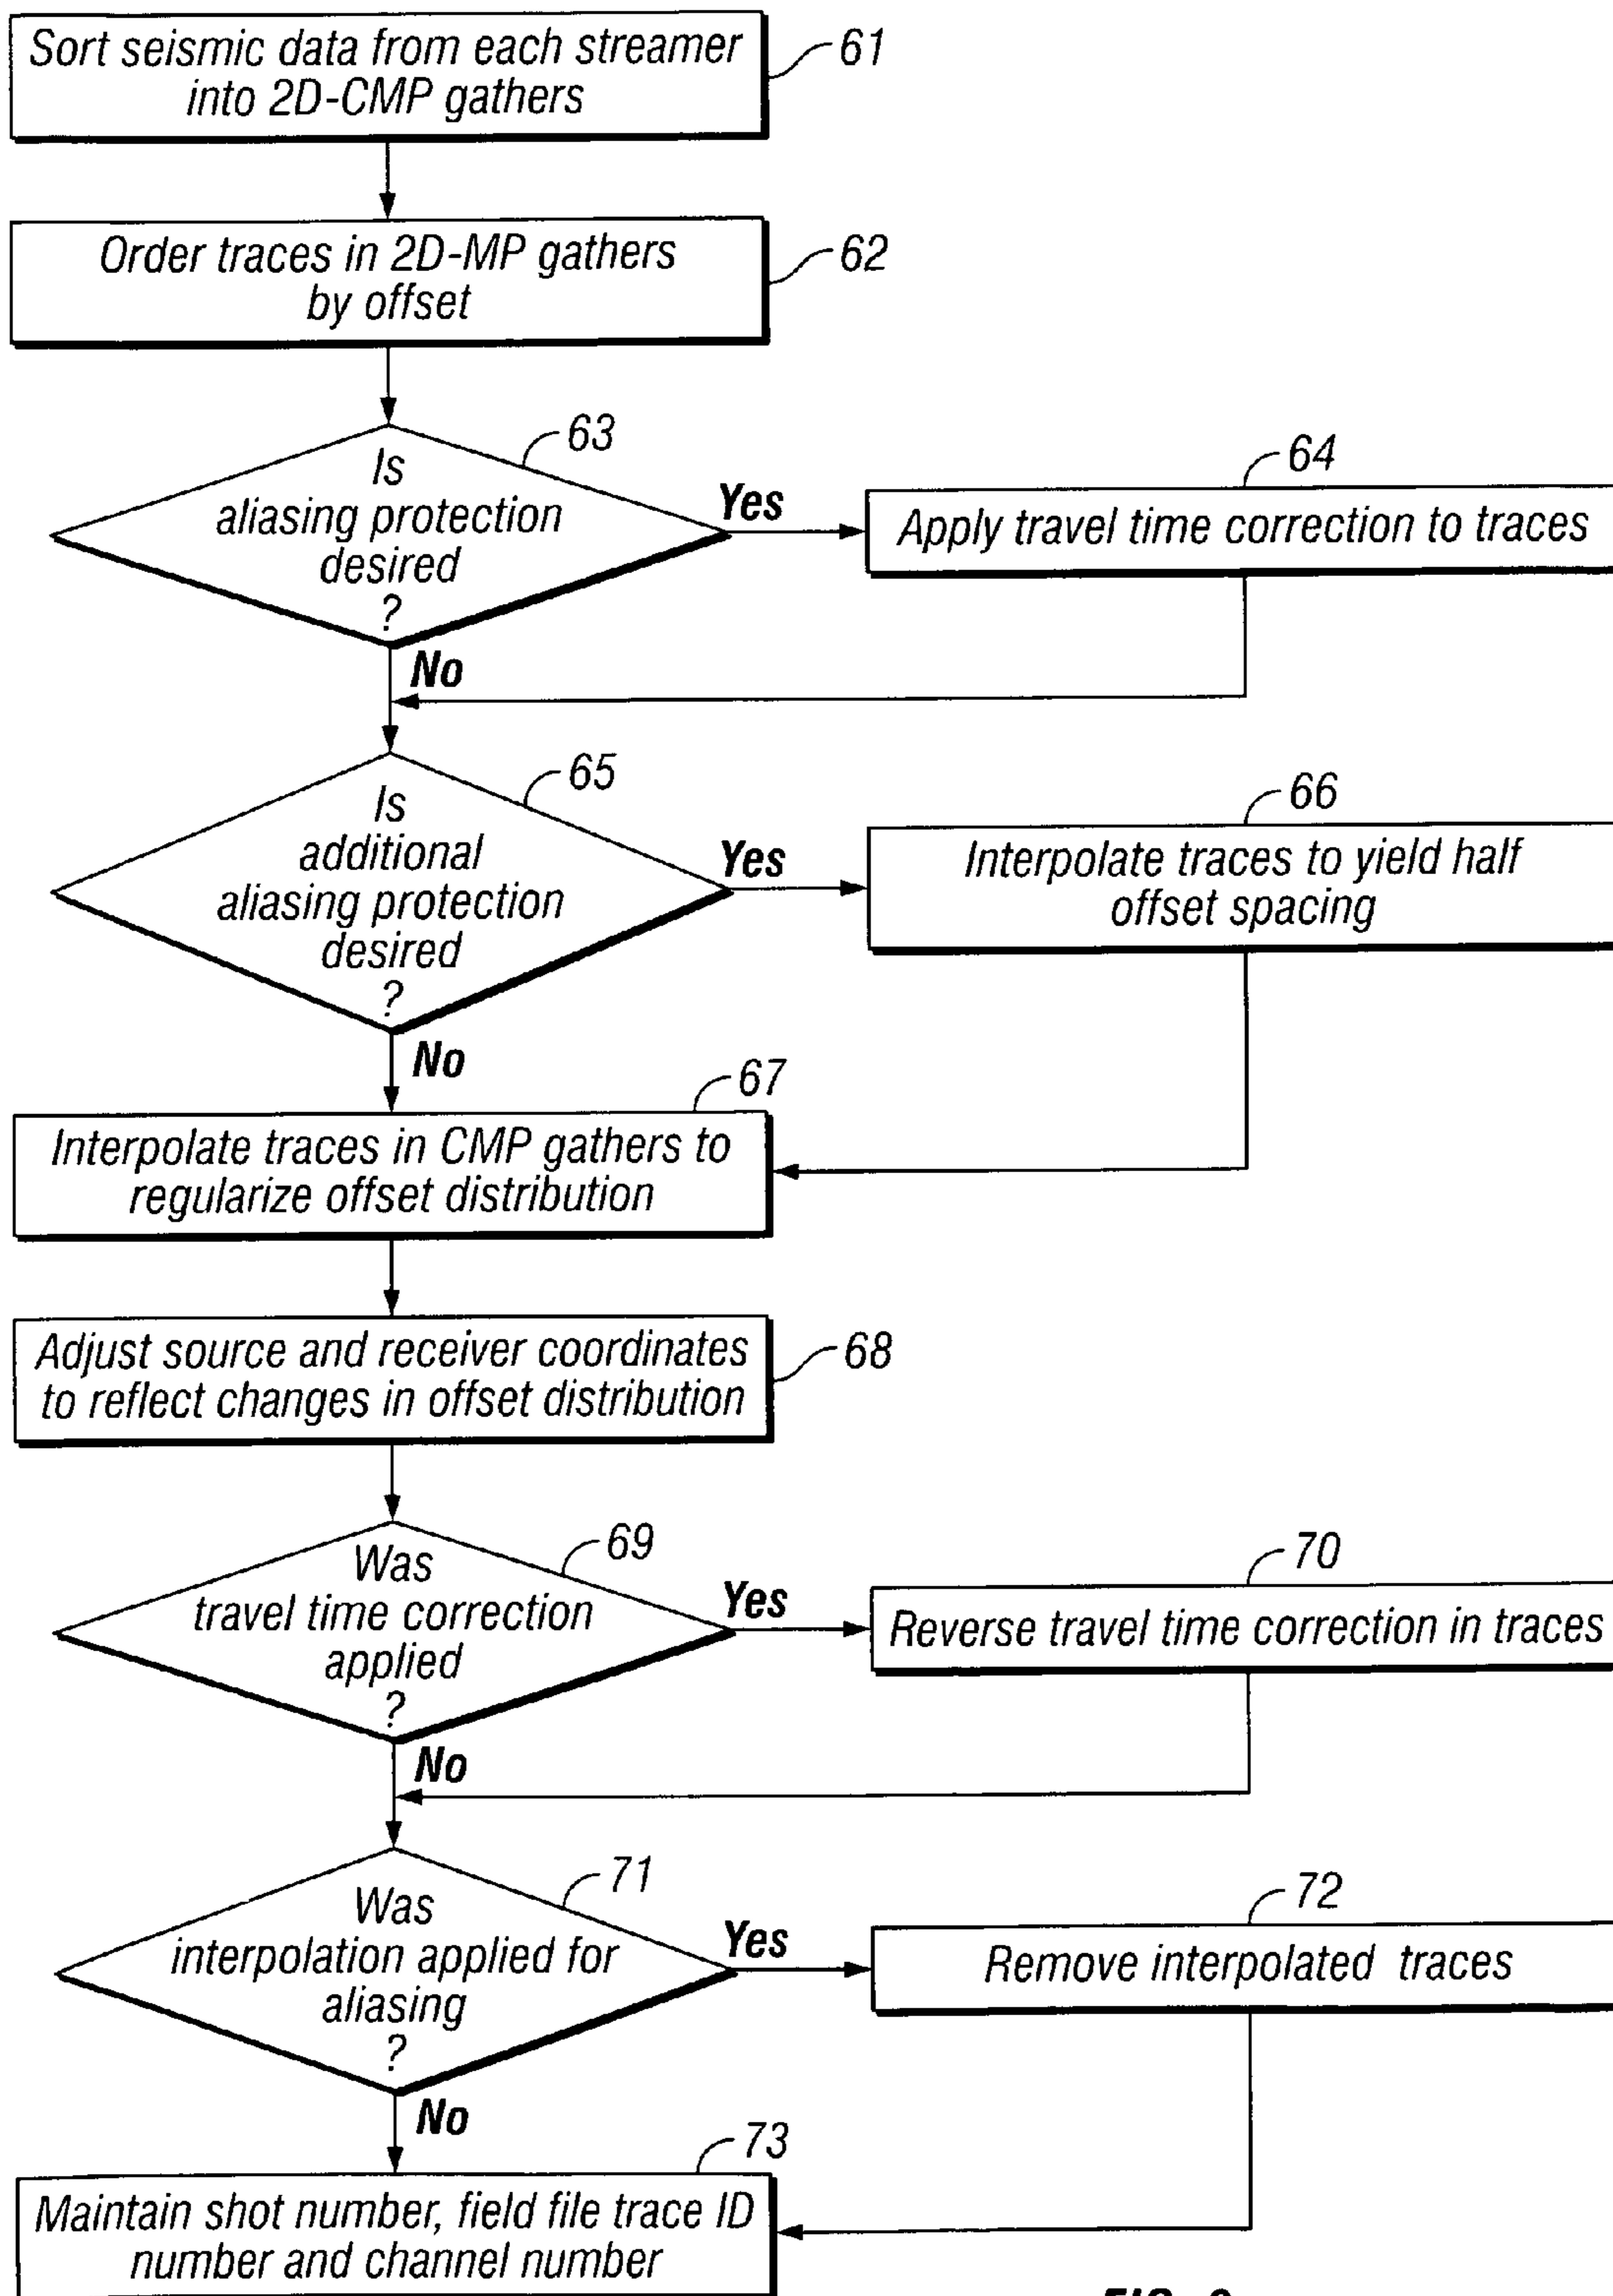 Sort seismic data from each streamer
into 2D-CMP gathers
61
Order traces in 2D-MP gathers
by offset
62
63
Is
aliasing protection
desired
?
Yes
No
64
Apply travel time correction to traces
65
Is
additional
aliasing protection
desired
?
Yes
No
66
Interpolate traces to yield half
offset spacing
67
Interpolate traces in CMP gathers to
regularize offset distribution
Adjust source and receiver coordinates
to reflect changes in offset distribution
68
69
Was
travel time correction
applied
?
Yes
No
70
Reverse travel time correction in traces
71
Was
interpolation applied for
aliasing
?
Yes
No
72
Remove interpolated traces
73
Maintain shot number, field file trace ID
number and channel number